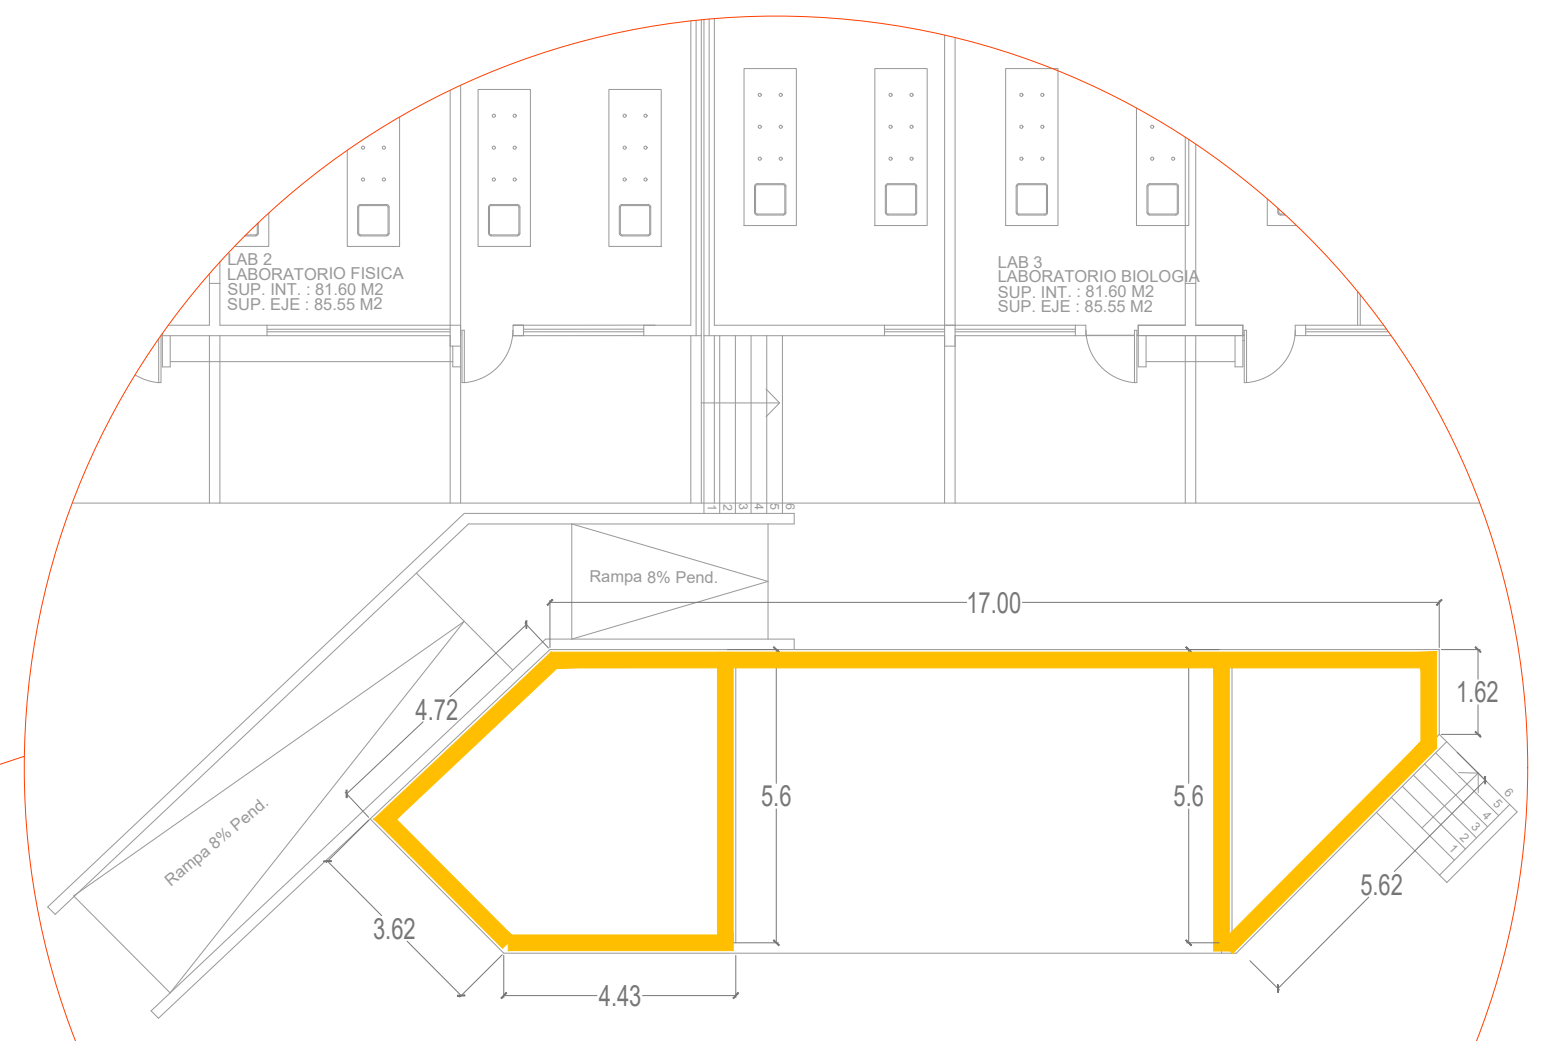 LAB 2
LABORATORIO FISICA
SUP. INT. : 81.60 M2
SUP. EJE : 85.55 M2
LAB 3
LABORATORIO BIOLOGIA
SUP. INT. : 81.60 M2
SUP. EJE : 85.55 M2
1 2 3 4 5 6
Rampa 8% Pend.
17.00
4.72
1.62
5.6
5.6
Rampa 8% Pend.
6
5
4
3
2
1
5.62
3.62
4.43